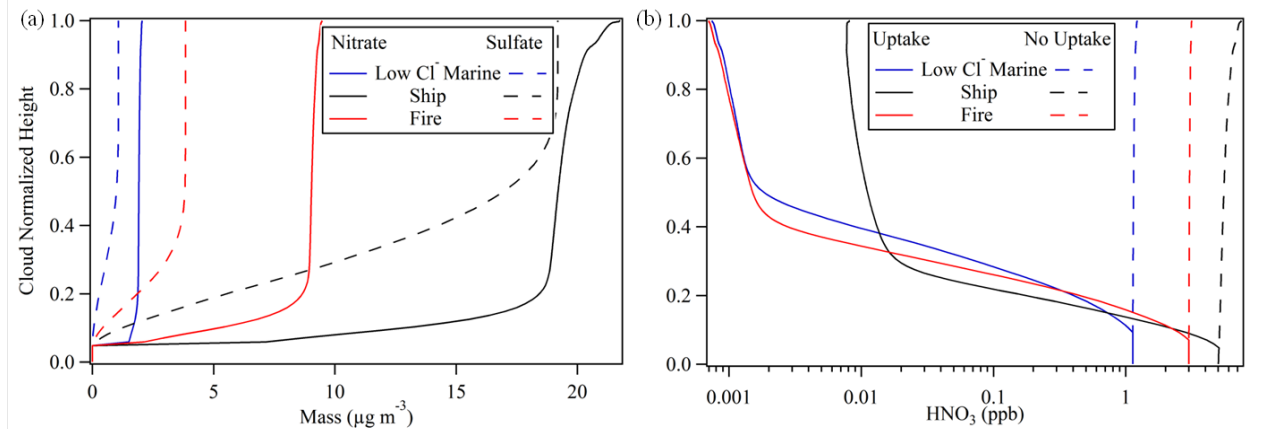 (a)
Cloud Normalized Height
1.0
0.8
0.6
0.4
0.2
0.0
Nitrate Sulfate
Low Cl⁻ Marine
Ship
Fire
0 5 10 15 20
Mass (µg m⁻³)
(b)
1.0
0.8
0.6
0.4
0.2
0.0
Uptake No Uptake
Low Cl⁻ Marine
Ship
Fire
0.001 0.01 0.1 1
HNO₃ (ppb)